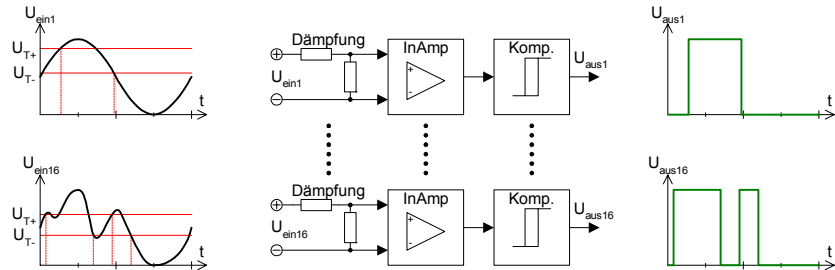 U_ein1
U_T+
U_T-
t
Dämpfung
+
-
U_ein1
InAmp
+
-
Komp.
U_aus1
U_aus1
t
U_ein16
U_T+
U_T-
t
Dämpfung
+
-
U_ein16
InAmp
+
-
Komp.
U_aus16
U_aus16
t